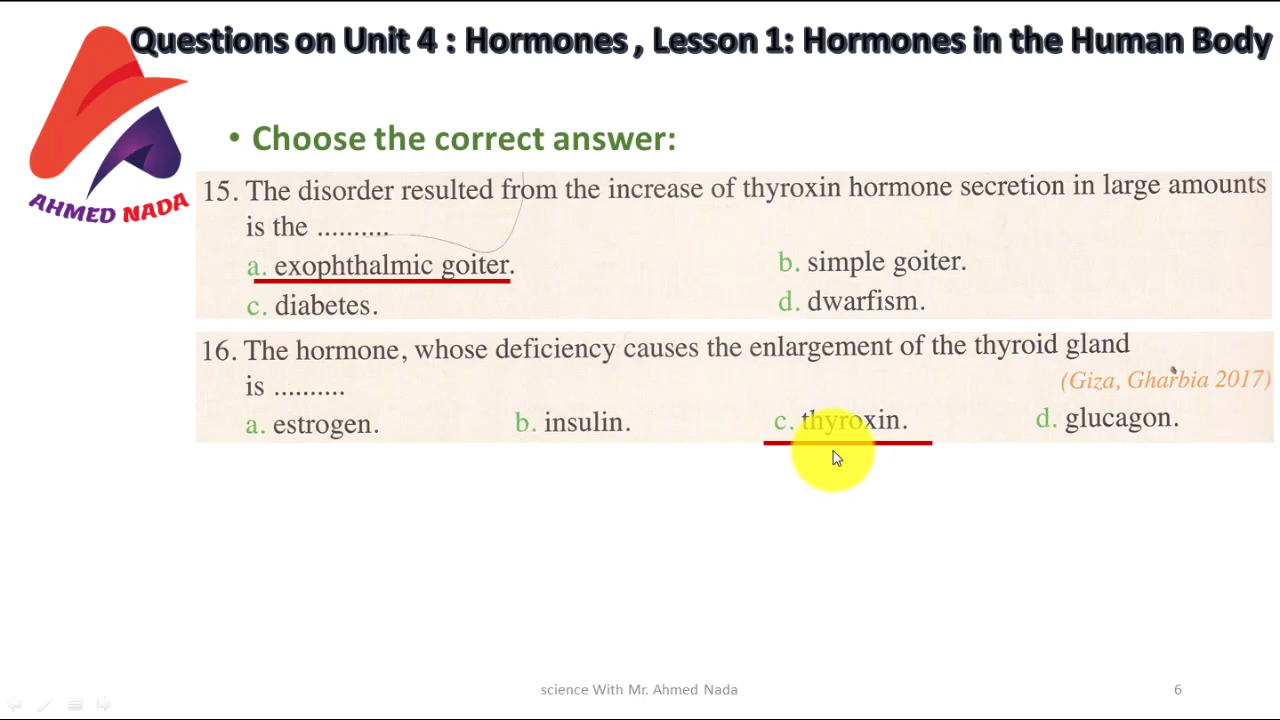 Questions on Unit 4 : Hormones , Lesson 1: Hormones in the Human Body
AHMED NADA
• Choose the correct answer:
15. The disorder resulted from the increase of thyroxin hormone secretion in large amounts
is the ..........
a. exophthalmic goiter.
b. simple goiter.
c. diabetes.
d. dwarfism.
16. The hormone, whose deficiency causes the enlargement of the thyroid gland
is ..........
(Giza, Gharbia 2017)
a. estrogen.
b. insulin.
c. thyroxin.
d. glucagon.
science With Mr. Ahmed Nada
6